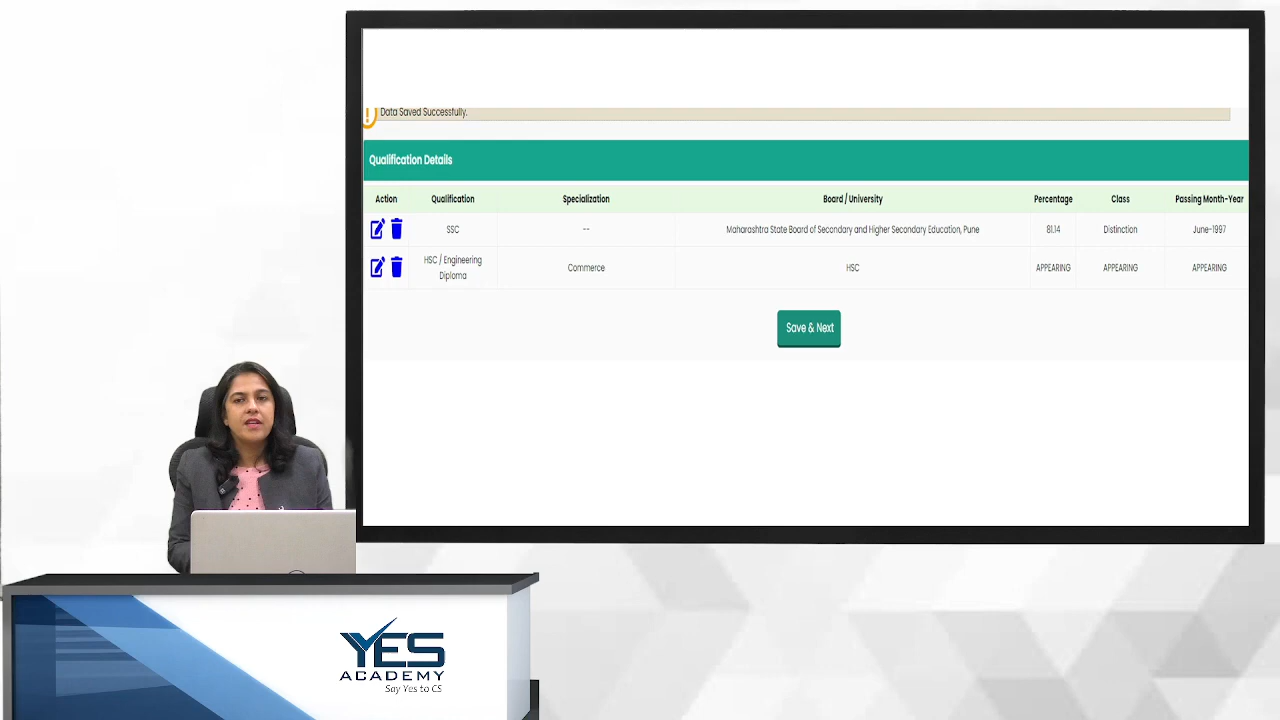 Data Saved Successfully.
Qualification Details
Action Qualification Specialization Board / University Percentage Class Passing Month-Year
SSC -- Maharashtra State Board of Secondary and Higher Secondary Education, Pune 81.14 Distinction June-1997
HSC / Engineering Diploma Commerce HSC APPEARING APPEARING APPEARING
Save & Next
YES
ACADEMY
Say Yes to CS